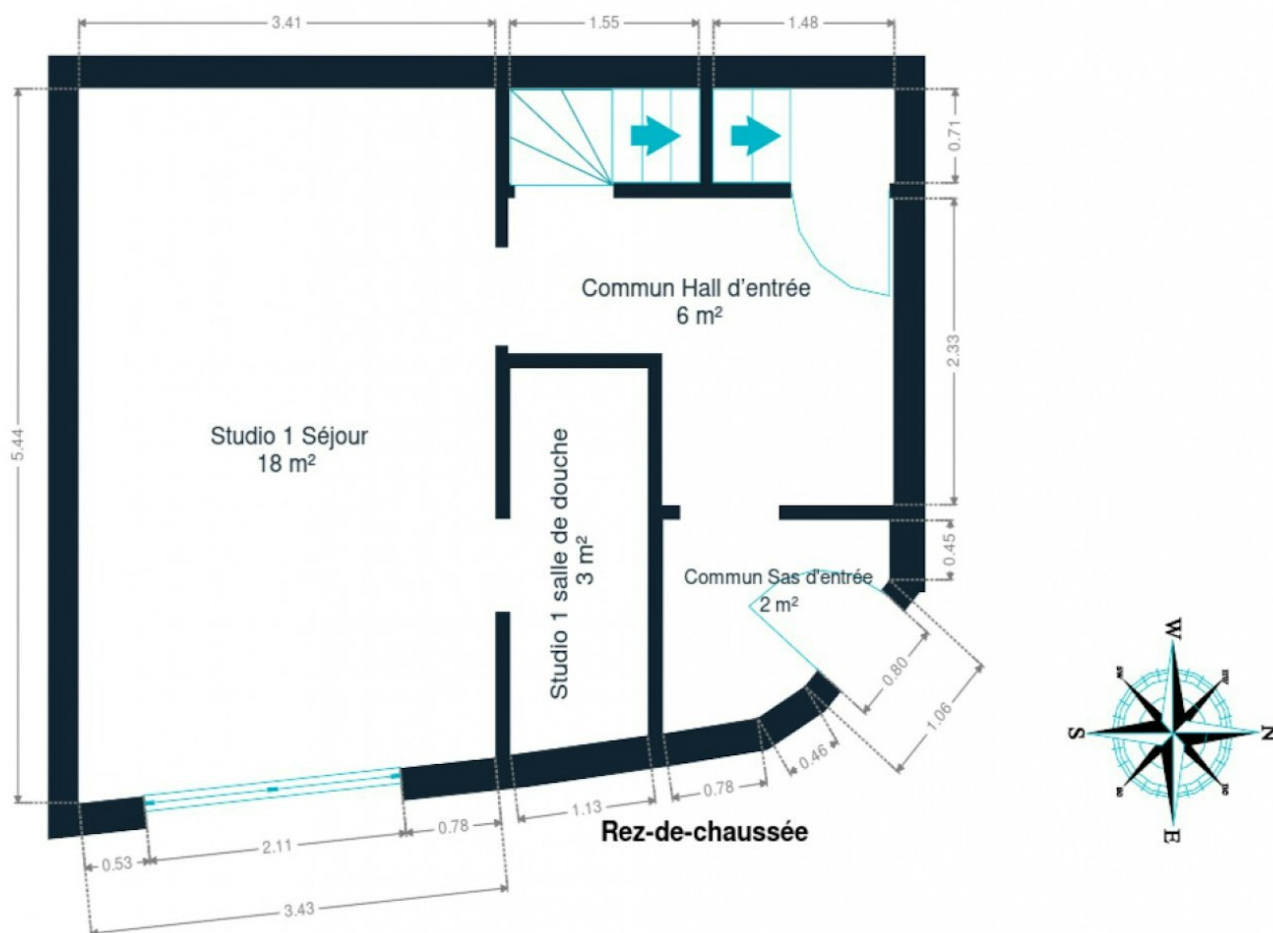 3.41
1.55
1.48
0.71
Commun Hall d'entrée
6 m²
2.33
5.44
Studio 1 Séjour
18 m²
Studio 1 salle de douche
3 m²
0.45
Commun Sas d'entrée
2 m²
0.80
1.06
0.46
0.78
1.13
0.78
2.11
0.53
3.43
Rez-de-chaussée
W
S
N
E